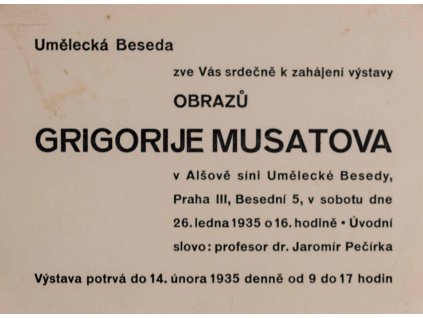 Umělecká Beseda
zve Vás srdečně k zahájení výstavy
OBRAZŮ
GRIGORIJE MUSATOVA
v Alšově síni Umělecké Besedy,
Praha III, Besední 5, v sobotu dne
26. ledna 1935 o 16. hodině • Úvodní
slovo: profesor dr. Jaromír Pečírka
Výstava potrvá do 14. února 1935 denně od 9 do 17 hodin